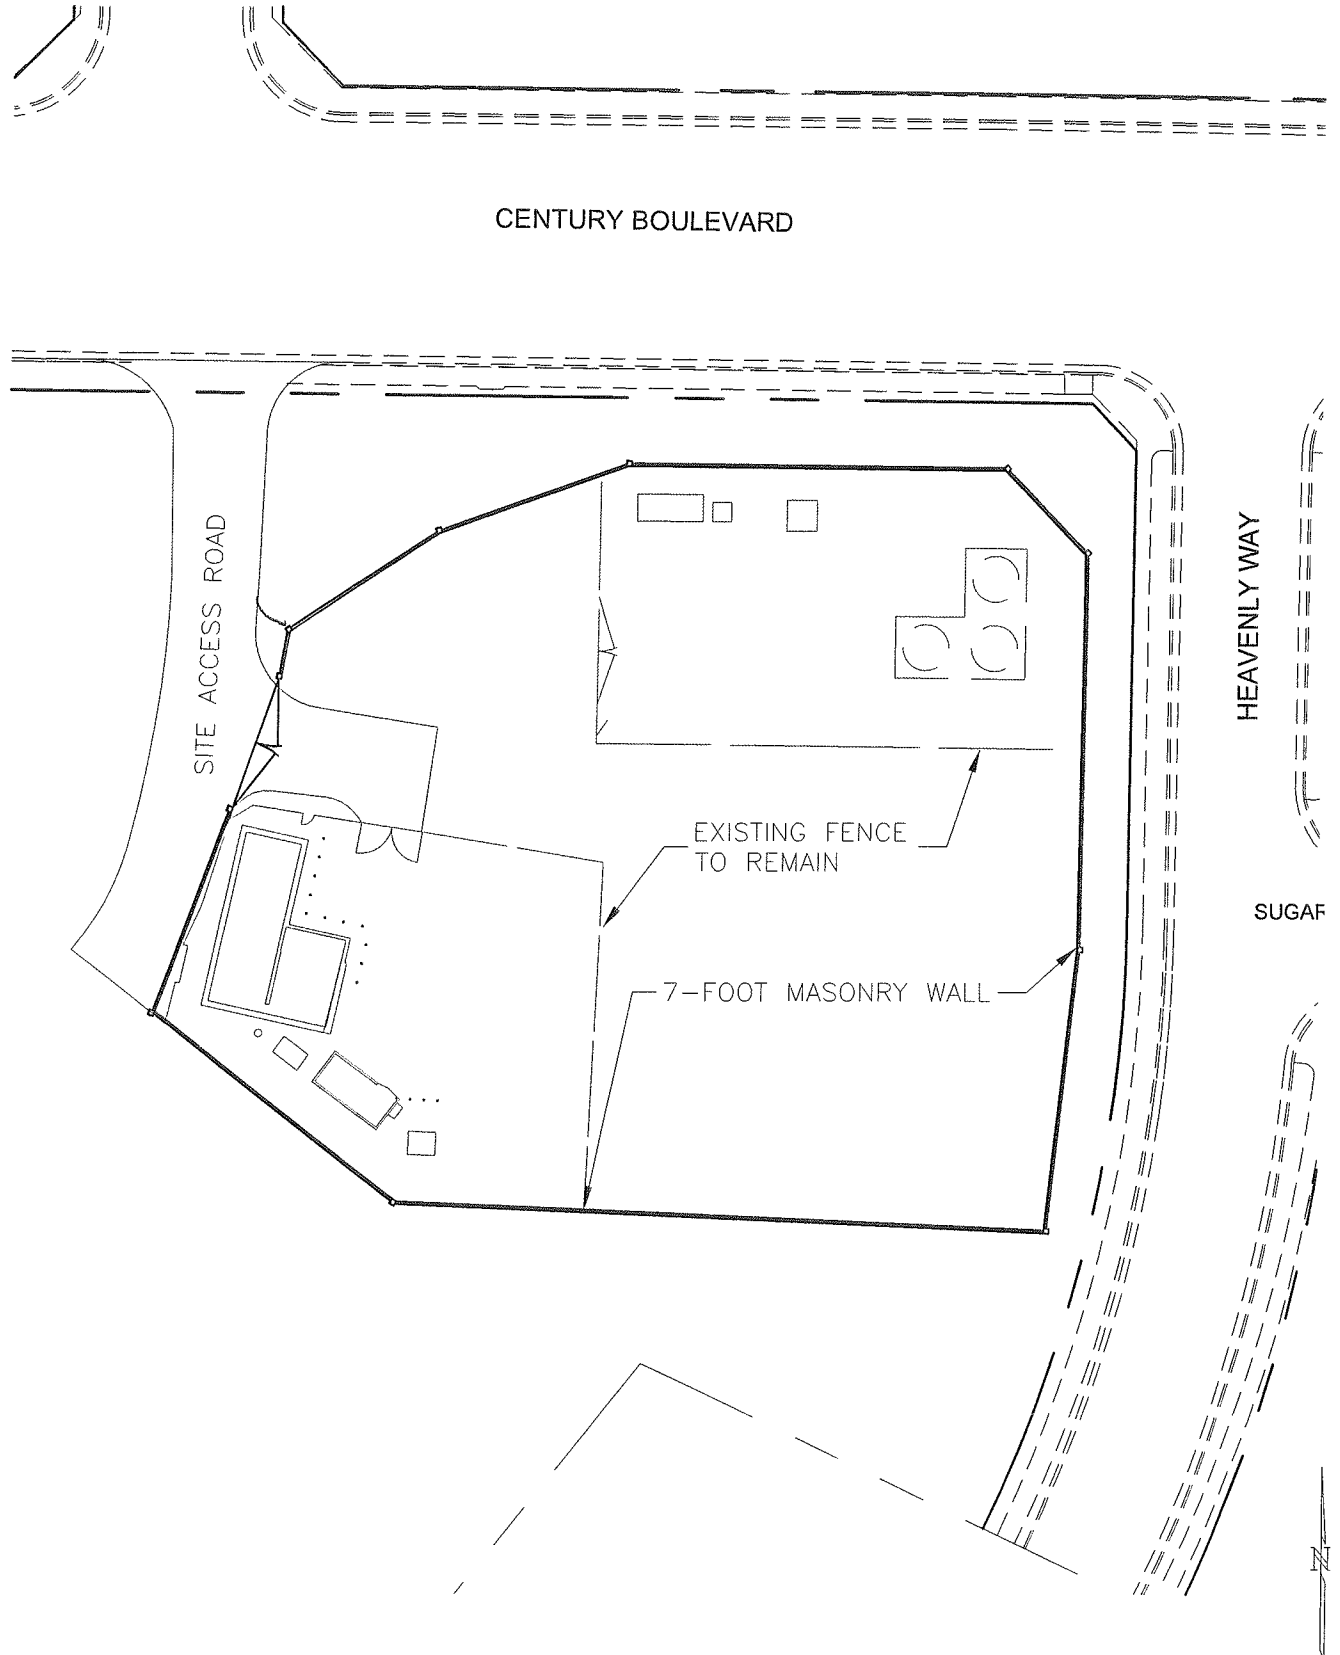 CENTURY BOULEVARD
SITE ACCESS ROAD
HEAVENLY WAY
EXISTING FENCE
TO REMAIN
SUGAR
7-FOOT MASONRY WALL
N